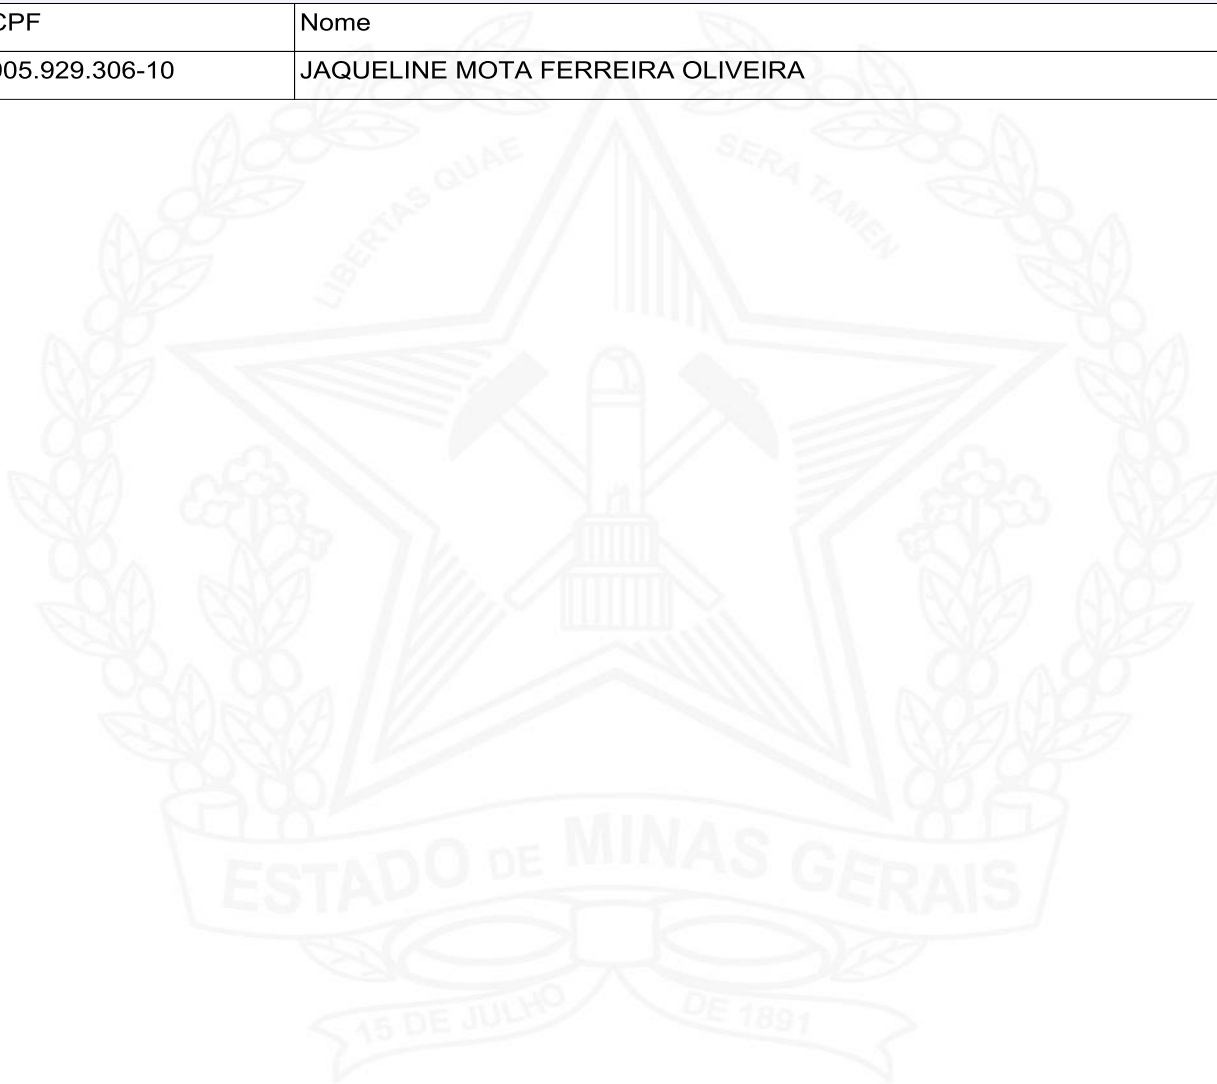 CPF Nome
005.929.306-10 JAQUELINE MOTA FERREIRA OLIVEIRA
LIBERTAS QUAE SERA TAMEN
ESTADO DE MINAS GERAIS
15 DE JULHO DE 1891